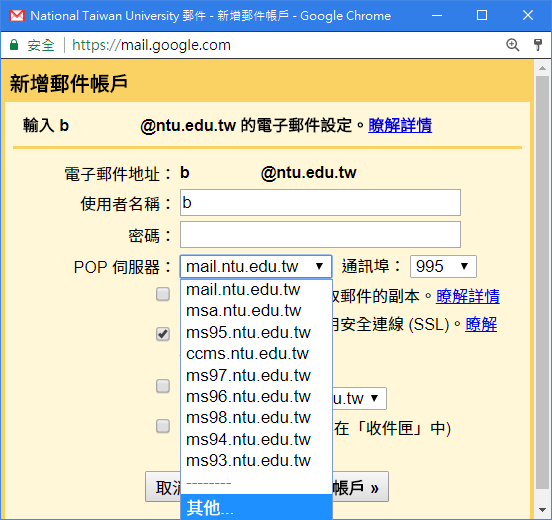 National Taiwan University 郵件 - 新增郵件帳戶 - Google Chrome
安全 https://mail.google.com
新增郵件帳戶
輸入 b @ntu.edu.tw 的電子郵件設定。瞭解詳情
電子郵件地址： b @ntu.edu.tw
使用者名稱： b
密碼：
POP 伺服器： mail.ntu.edu.tw 通訊埠： 995
mail.ntu.edu.tw
郵件的副本。瞭解詳情
msa.ntu.edu.tw
用安全連線 (SSL)。瞭解
ms95.ntu.edu.tw
ccms.ntu.edu.tw
ms97.ntu.edu.tw
ms96.ntu.edu.tw
u.tw
ms98.ntu.edu.tw
在「收件匣」中)
ms94.ntu.edu.tw
ms93.ntu.edu.tw
--------
取消 帳戶 »
其他...